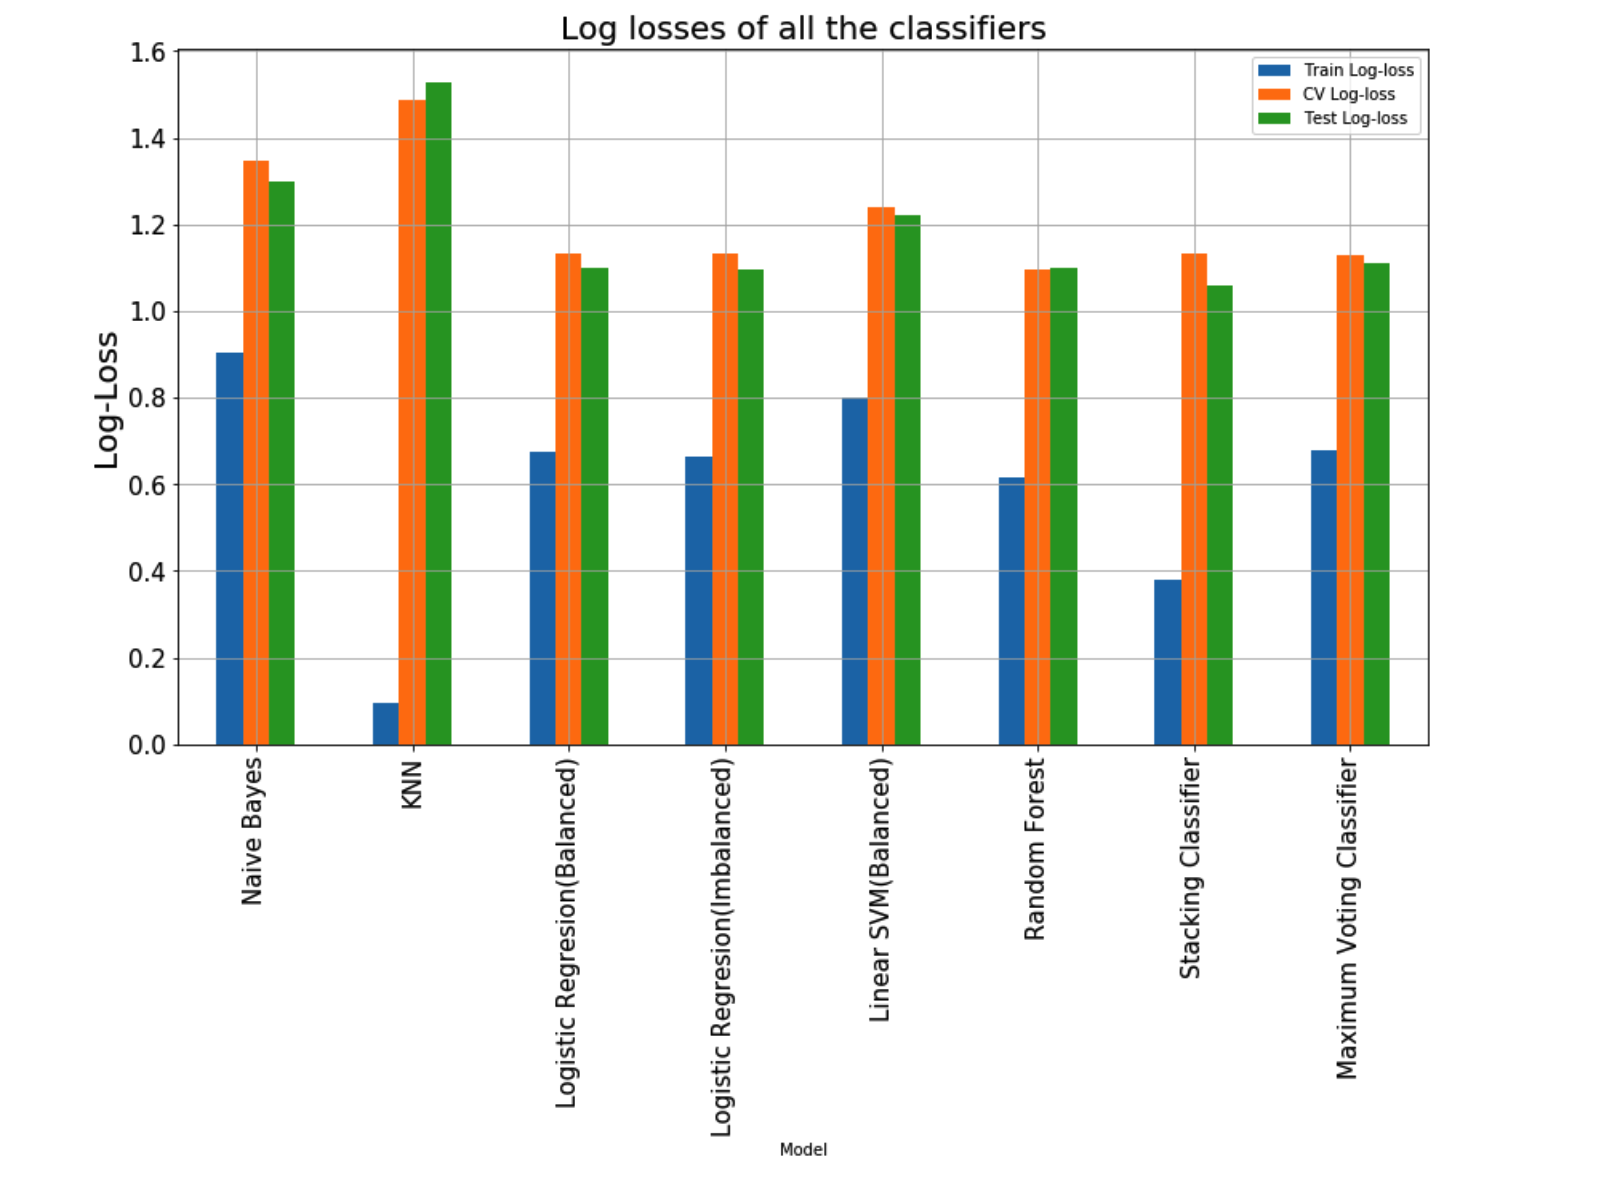 Log losses of all the classifiers
Train Log-loss
CV Log-loss
Test Log-loss
1.6
1.4
1.2
1.0
0.8
0.6
0.4
0.2
0.0
Log-Loss
Naive Bayes
KNN
Logistic Regresion(Balanced)
Logistic Regresion(Imbalanced)
Linear SVM(Balanced)
Random Forest
Stacking Classifier
Maximum Voting Classifier
Model